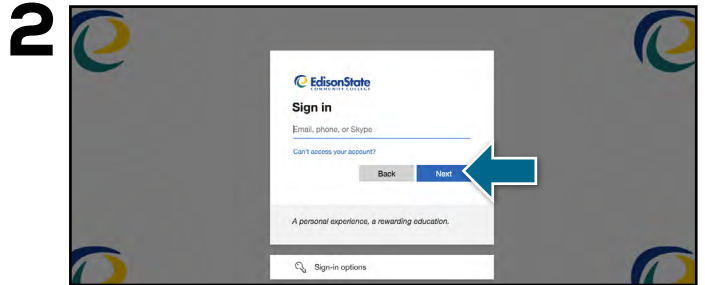 2
EdisonState
COMMUNITY COLLEGE
Sign in
Email, phone, or Skype
Can't access your account?
Back Next
A personal experience, a rewarding education.
Sign-in options